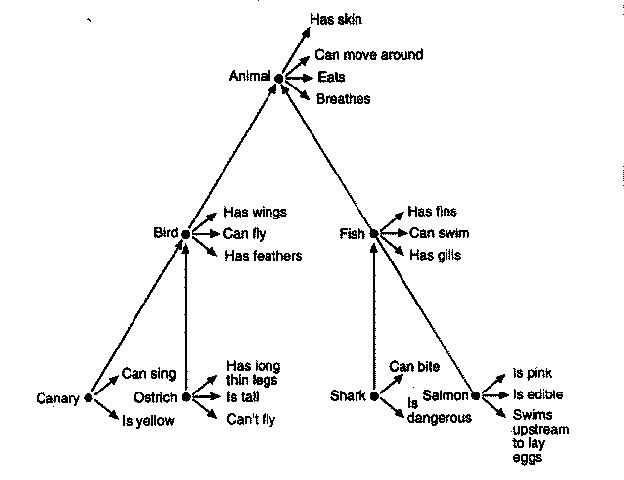 Has skin
Can move around
Animal
Eats
Breathes
Has wings
Bird
Can fly
Has feathers
Has fins
Fish
Can swim
Has gills
Can sing
Canary
Is yellow
Has long
thin legs
Ostrich
Is tall
Can't fly
Can bite
Shark
Is
dangerous
Is pink
Salmon
Is edible
Swims
upstream
to lay
eggs